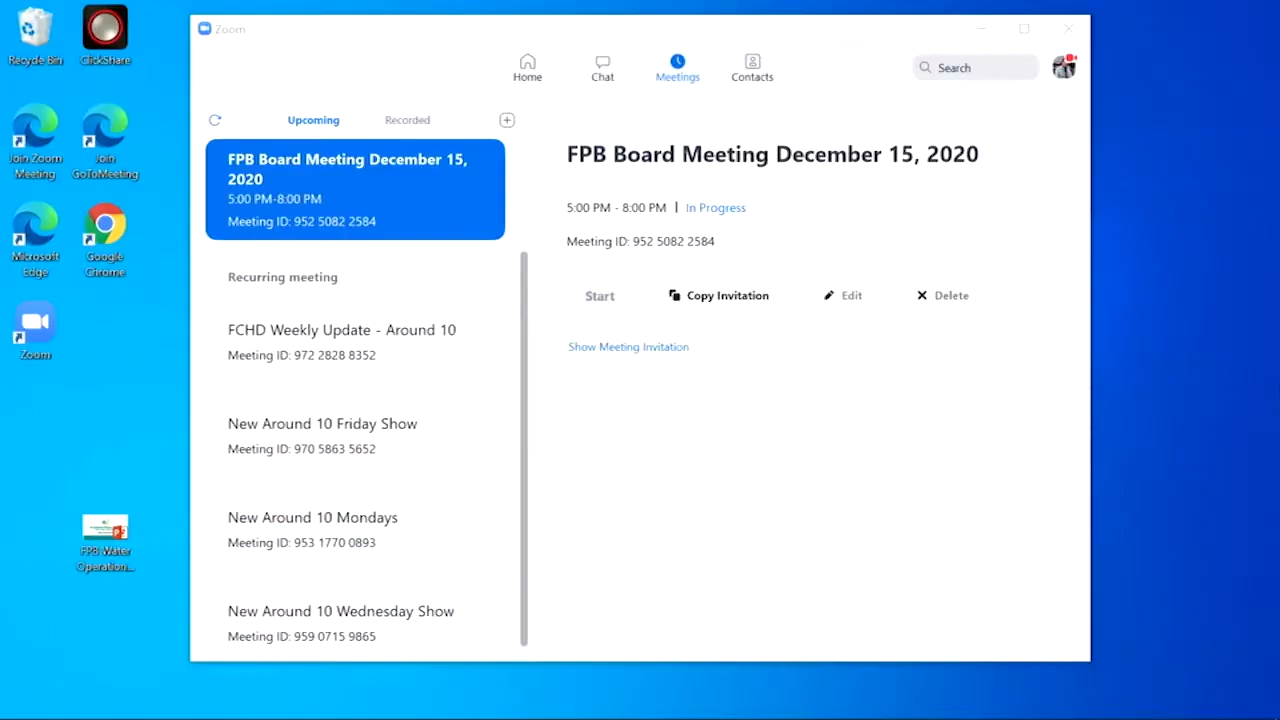 Recycle Bin
ClickShare
Join Zoom
Meeting
Join
GoToMeeting
Microsoft
Edge
Google
Chrome
Zoom
FPB Water
Operation...
Zoom
Home
Chat
Meetings
Contacts
Search
Upcoming
Recorded
FPB Board Meeting December 15,
2020
5:00 PM-8:00 PM
Meeting ID: 952 5082 2584
Recurring meeting
FCHD Weekly Update - Around 10
Meeting ID: 972 2828 8352
New Around 10 Friday Show
Meeting ID: 970 5863 5652
New Around 10 Mondays
Meeting ID: 953 1770 0893
New Around 10 Wednesday Show
Meeting ID: 959 0715 9865
FPB Board Meeting December 15, 2020
5:00 PM - 8:00 PM | In Progress
Meeting ID: 952 5082 2584
Start
Copy Invitation
Edit
Delete
Show Meeting Invitation